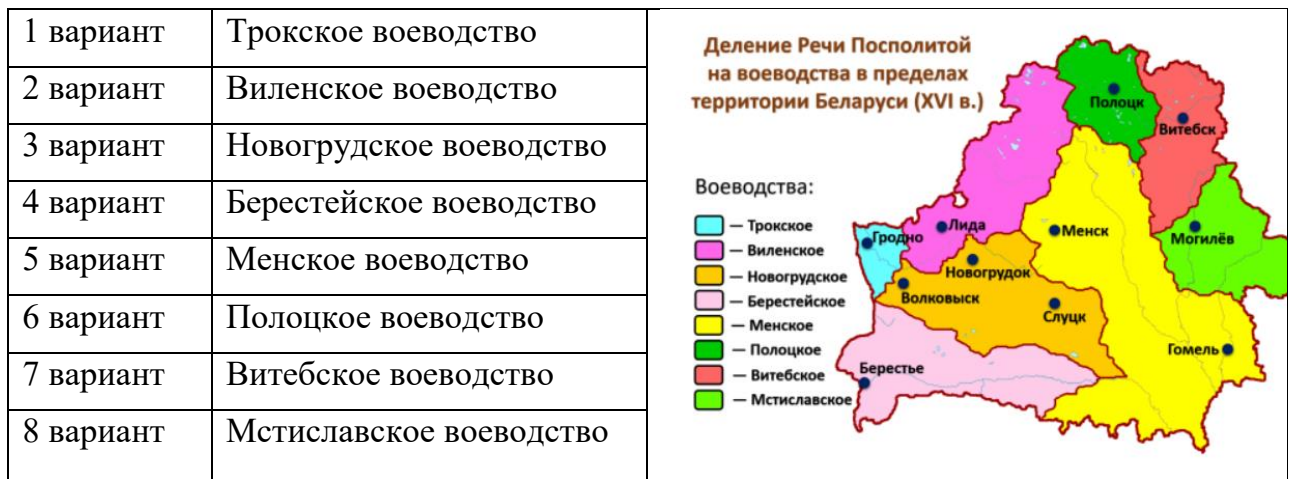 1 вариант Трокское воеводство
2 вариант Виленское воеводство
3 вариант Новогрудское воеводство
4 вариант Берестейское воеводство
5 вариант Менское воеводство
6 вариант Полоцкое воеводство
7 вариант Витебское воеводство
8 вариант Мстиславское воеводство
Деление Речи Посполитой
на воеводства в пределах
территории Беларуси (XVI в.)
Воеводства:
— Трокское
— Виленское
— Новогрудское
— Берестейское
— Менское
— Полоцкое
— Витебское
— Мстиславское
Полоцк
Витебск
Лида
Менск
Могилёв
Гродно
Новогрудок
Волковыск
Слуцк
Гомель
Берестье